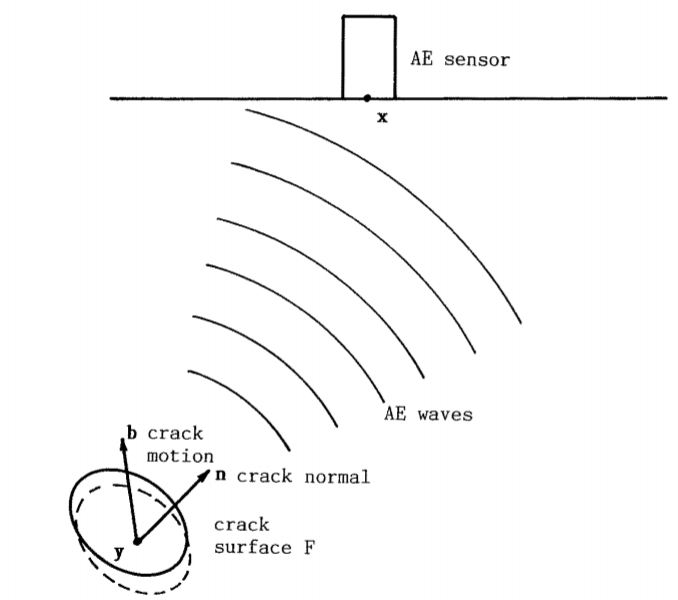 AE sensor
x
AE waves
b crack
motion
n crack normal
crack
surface F
y